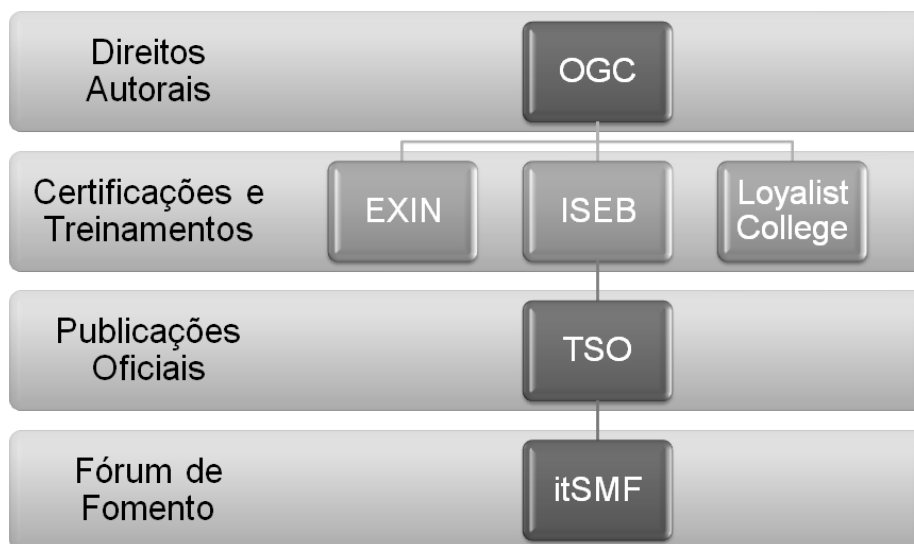 Direitos
Autorais
OGC
Certificações e
Treinamentos
EXIN
ISEB
Loyalist
College
Publicações
Oficiais
TSO
Fórum de
Fomento
itSMF